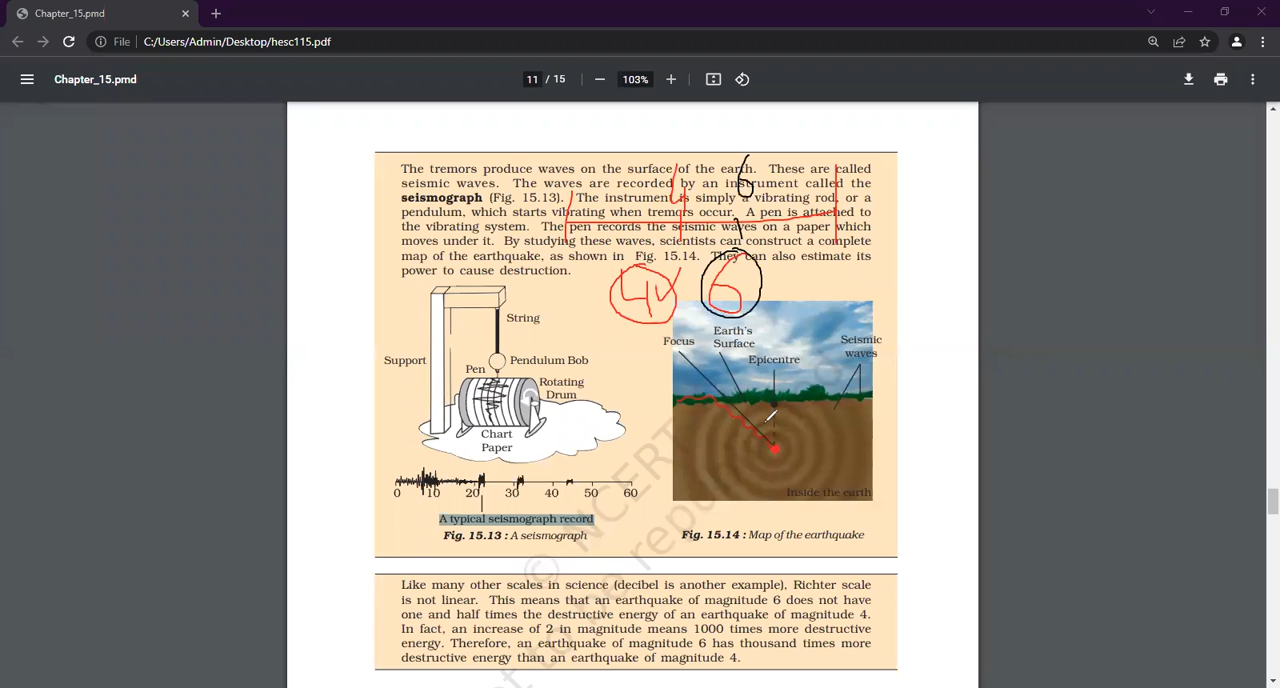 Chapter_15.pmd
File C:/Users/Admin/Desktop/hesc115.pdf
Chapter_15.pmd
11 / 15
103%
The tremors produce waves on the surface of the earth. These are called
seismic waves. The waves are recorded by an instrument called the
seismograph (Fig. 15.13). The instrument is simply a vibrating rod, or a
pendulum, which starts vibrating when tremors occur. A pen is attached to
the vibrating system. The pen records the seismic waves on a paper which
moves under it. By studying these waves, scientists can construct a complete
map of the earthquake, as shown in Fig. 15.14. They can also estimate its
power to cause destruction.
4
6
4
6
String
Support
Pendulum Bob
Pen
Rotating
Drum
Chart
Paper
0 10 20 30 40 50 60
A typical seismograph record
Fig. 15.13 : A seismograph
Focus
Earth's
Surface
Epicentre
Seismic
waves
Inside the earth
Fig. 15.14 : Map of the earthquake
© NCERT
Like many other scales in science (decibel is another example), Richter scale
is not linear. This means that an earthquake of magnitude 6 does not have
one and half times the destructive energy of an earthquake of magnitude 4.
In fact, an increase of 2 in magnitude means 1000 times more destructive
energy. Therefore, an earthquake of magnitude 6 has thousand times more
destructive energy than an earthquake of magnitude 4.